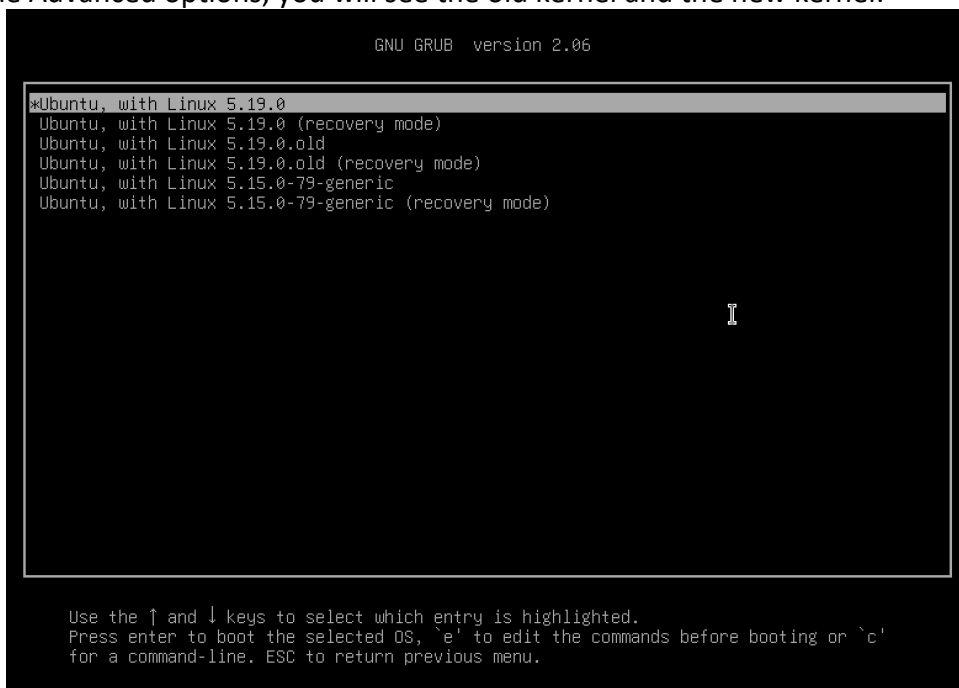 e Advanced options, you will see the old kernel and the new kernel.
GNU GRUB version 2.06
*Ubuntu, with Linux 5.19.0
Ubuntu, with Linux 5.19.0 (recovery mode)
Ubuntu, with Linux 5.19.0.old
Ubuntu, with Linux 5.19.0.old (recovery mode)
Ubuntu, with Linux 5.15.0-79-generic
Ubuntu, with Linux 5.15.0-79-generic (recovery mode)
Use the ↑ and ↓ keys to select which entry is highlighted.
Press enter to boot the selected OS, `e' to edit the commands before booting or `c'
for a command-line. ESC to return previous menu.